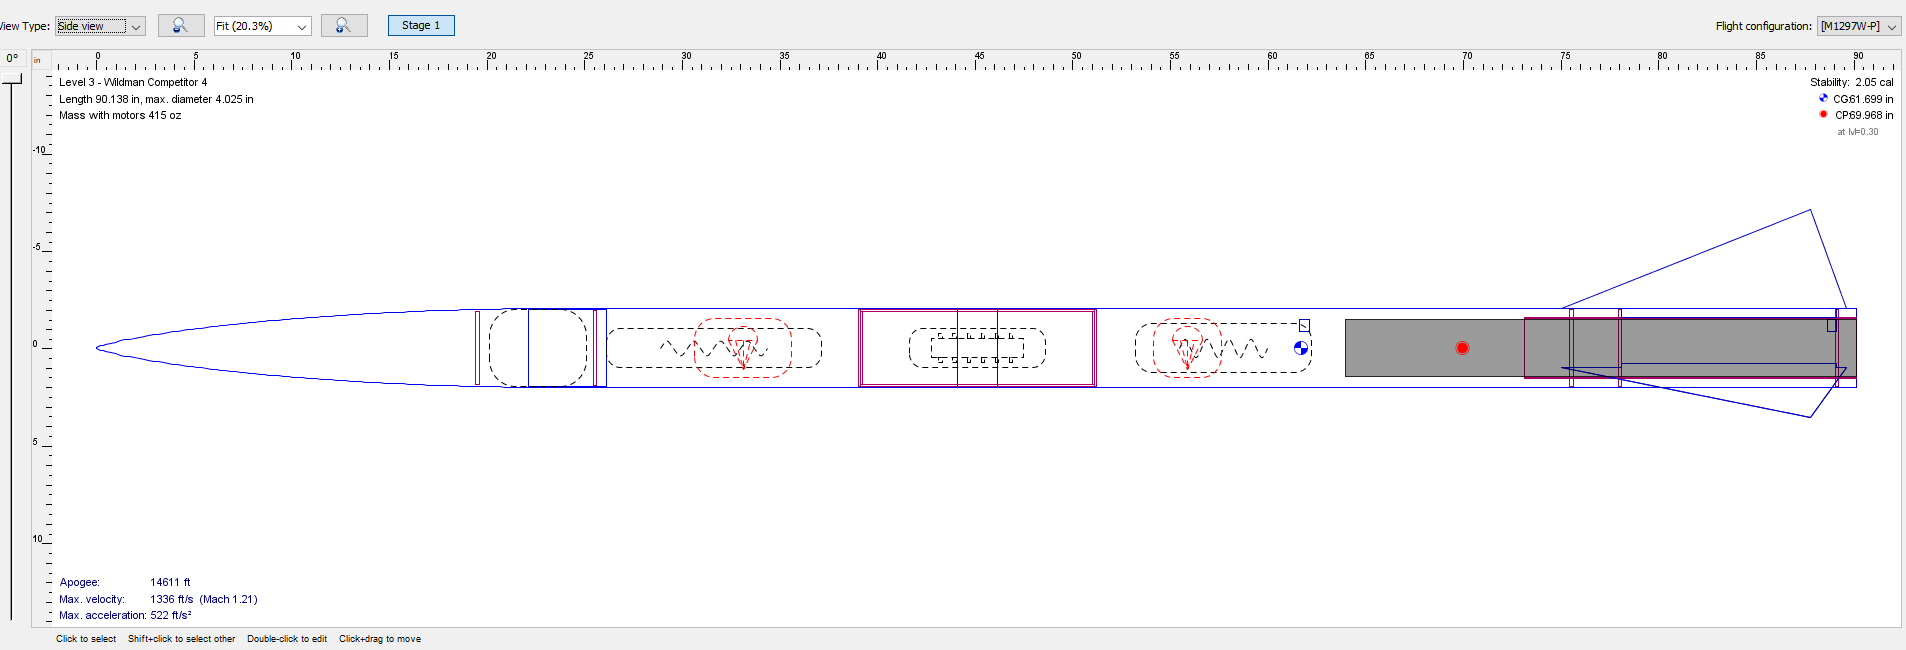 View Type: Side view Fit (20.3%) Stage 1 Flight configuration: [M1297W-P]
0°
in 0 5 10 15 20 25 30 35 40 45 50 55 60 65 70 75 80 85 90
Level 3 - Wildman Competitor 4
Length 90.138 in, max. diameter 4.025 in
Mass with motors 415 oz
Stability: 2.05 cal
CG:61.699 in
CP:69.968 in
at M=0.30
-10
-5
0
5
10
Apogee: 14611 ft
Max. velocity: 1336 ft/s (Mach 1.21)
Max. acceleration: 522 ft/s²
Click to select Shift+click to select other Double-click to edit Click+drag to move